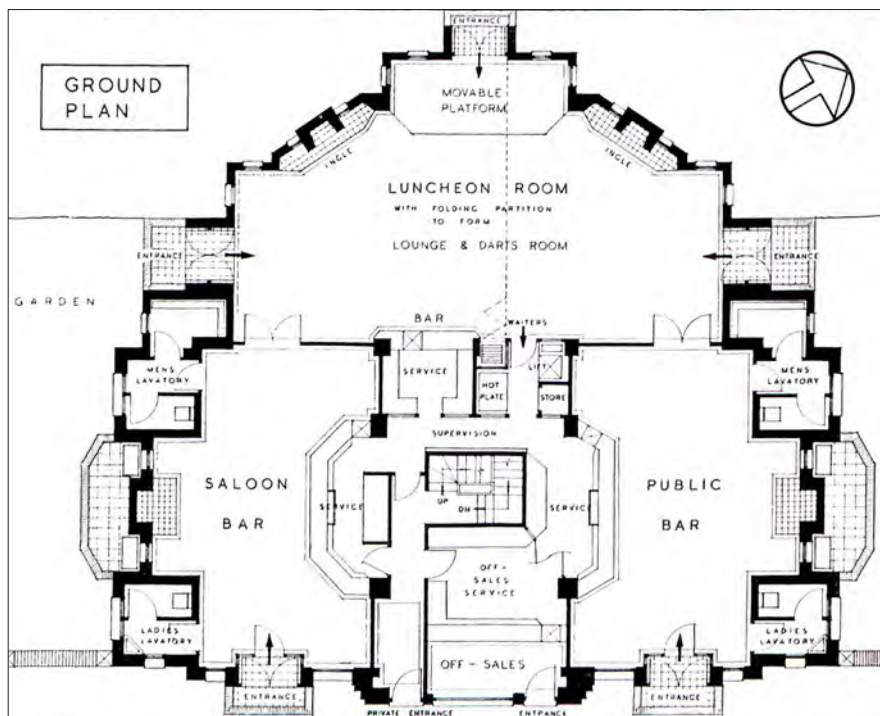 ENTRANCE
GROUND
PLAN
MOVABLE
PLATFORM
INGLE
INGLE
LUNCHEON ROOM
WITH FOLDING PARTITION
TO FORM
LOUNGE & DARTS ROOM
ENTRANCE
ENTRANCE
GARDEN
BAR
WAITERS
MENS
LAVATORY
SERVICE
HOT
PLATE
LIFT
STORE
MENS
LAVATORY
SUPERVISION
SALOON
BAR
SERVICE
UP
DN
SERVICE
PUBLIC
BAR
OFF-
SALES
SERVICE
LADIES
LAVATORY
LADIES
LAVATORY
OFF-SALES
ENTRANCE
PRIVATE ENTRANCE
ENTRANCE
ENTRANCE